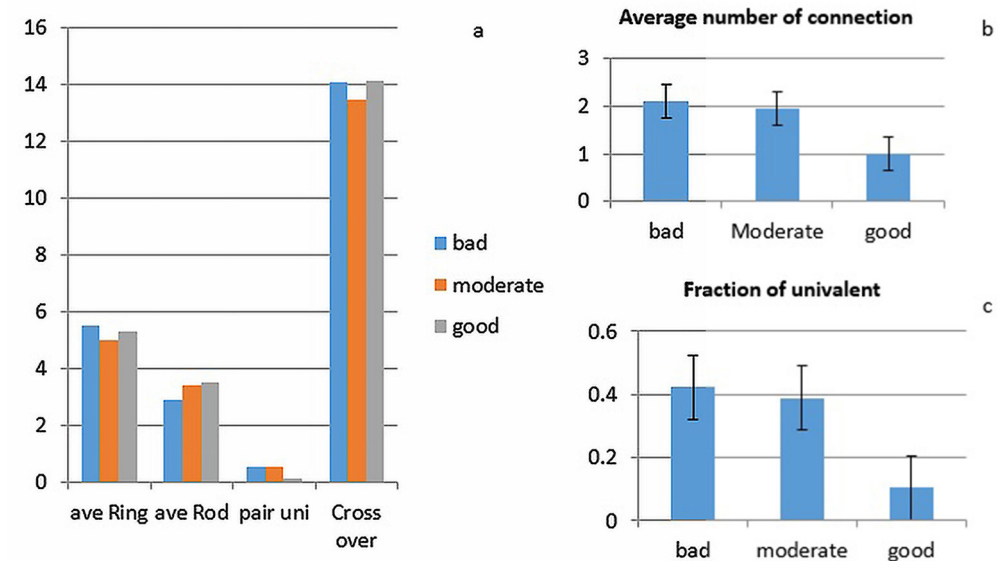 a
16
14
12
10
8
6
4
2
0
ave Ring ave Rod pair uni Cross
over
bad
moderate
good
Average number of connection
b
3
2
1
0
bad Moderate good
Fraction of univalent
c
0.6
0.4
0.2
0
bad moderate good